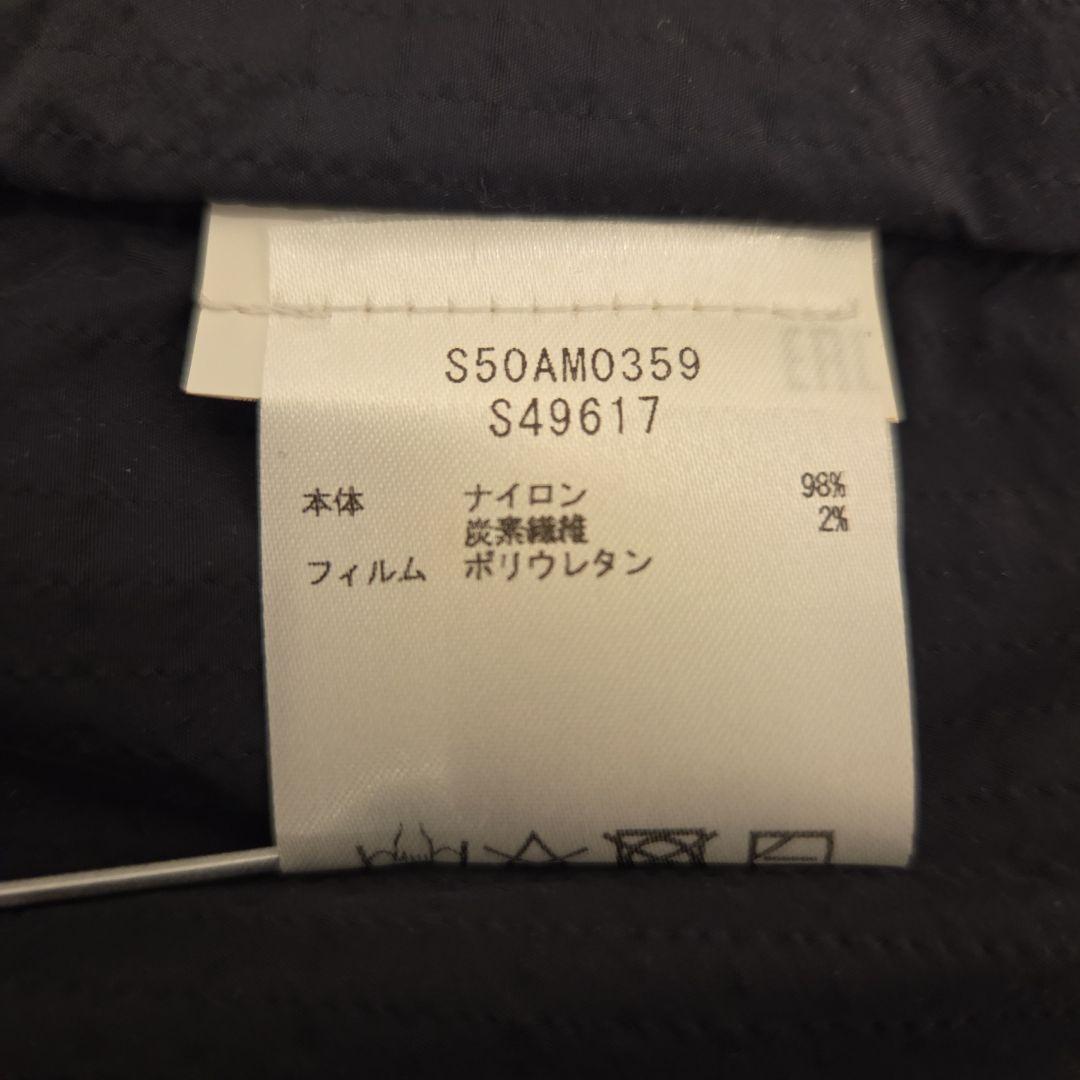 S50AM0359
S49617
本体 ナイロン 98%
炭素繊維 2%
フィルム ポリウレタン
EAC